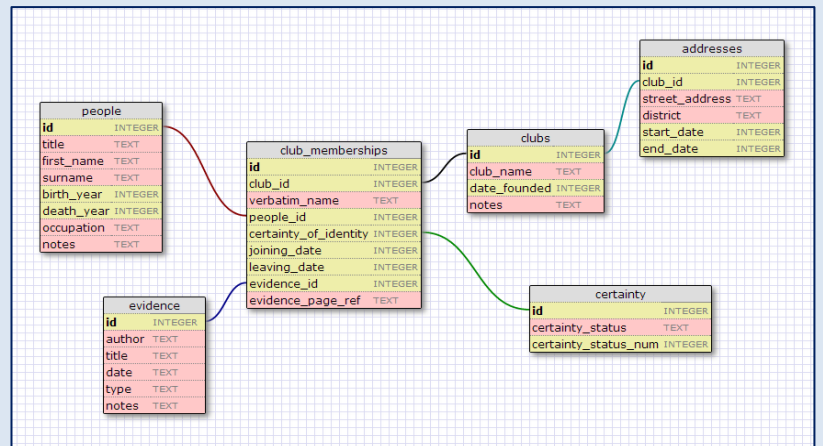 addresses
id INTEGER
club_id INTEGER
street_address TEXT
district TEXT
start_date INTEGER
end_date INTEGER
people
id INTEGER
title TEXT
first_name TEXT
surname TEXT
birth_year INTEGER
death_year INTEGER
occupation TEXT
notes TEXT
club_memberships
id INTEGER
club_id INTEGER
verbatim_name TEXT
people_id INTEGER
certainty_of_identity INTEGER
joining_date INTEGER
leaving_date INTEGER
evidence_id INTEGER
evidence_page_ref TEXT
clubs
id INTEGER
club_name TEXT
date_founded INTEGER
notes TEXT
evidence
id INTEGER
author TEXT
title TEXT
date TEXT
type TEXT
notes TEXT
certainty
id INTEGER
certainty_status TEXT
certainty_status_num INTEGER